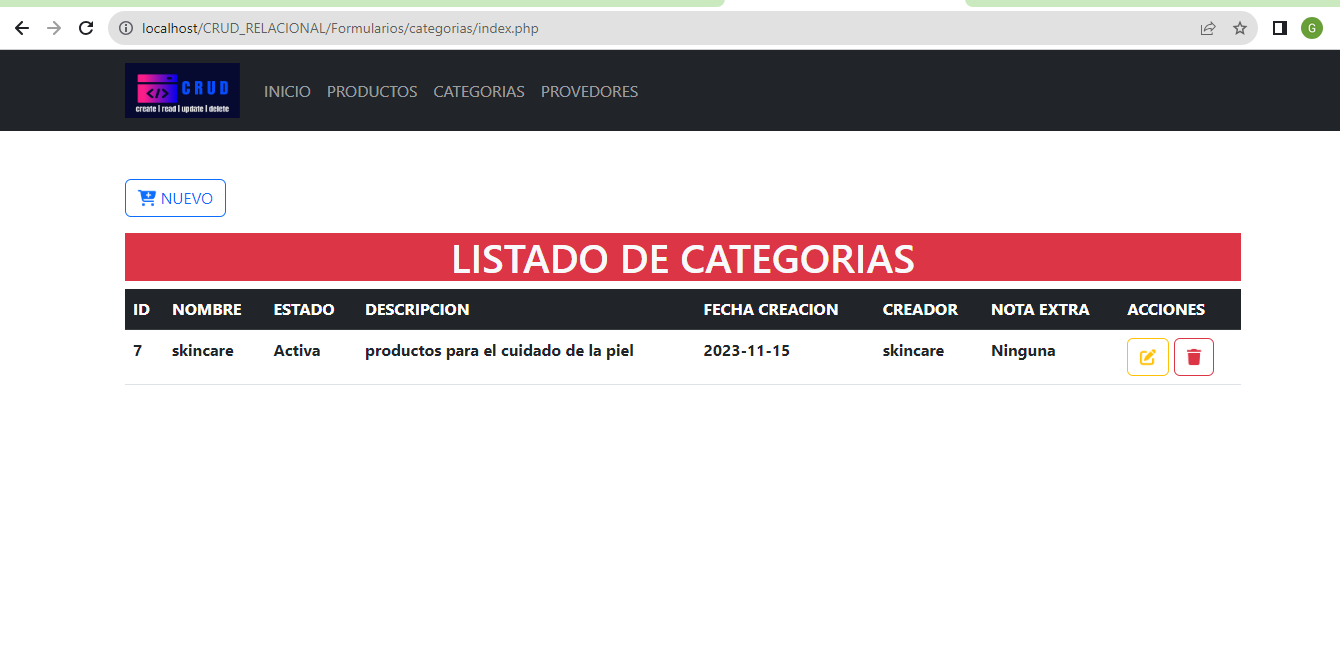 localhost/CRUD_RELACIONAL/Formularios/categorias/index.php
G
</> CRUD
create | read | update | delete
INICIO PRODUCTOS CATEGORIAS PROVEDORES
NUEVO
LISTADO DE CATEGORIAS
ID NOMBRE ESTADO DESCRIPCION FECHA CREACION CREADOR NOTA EXTRA ACCIONES
7 skincare Activa productos para el cuidado de la piel 2023-11-15 skincare Ninguna